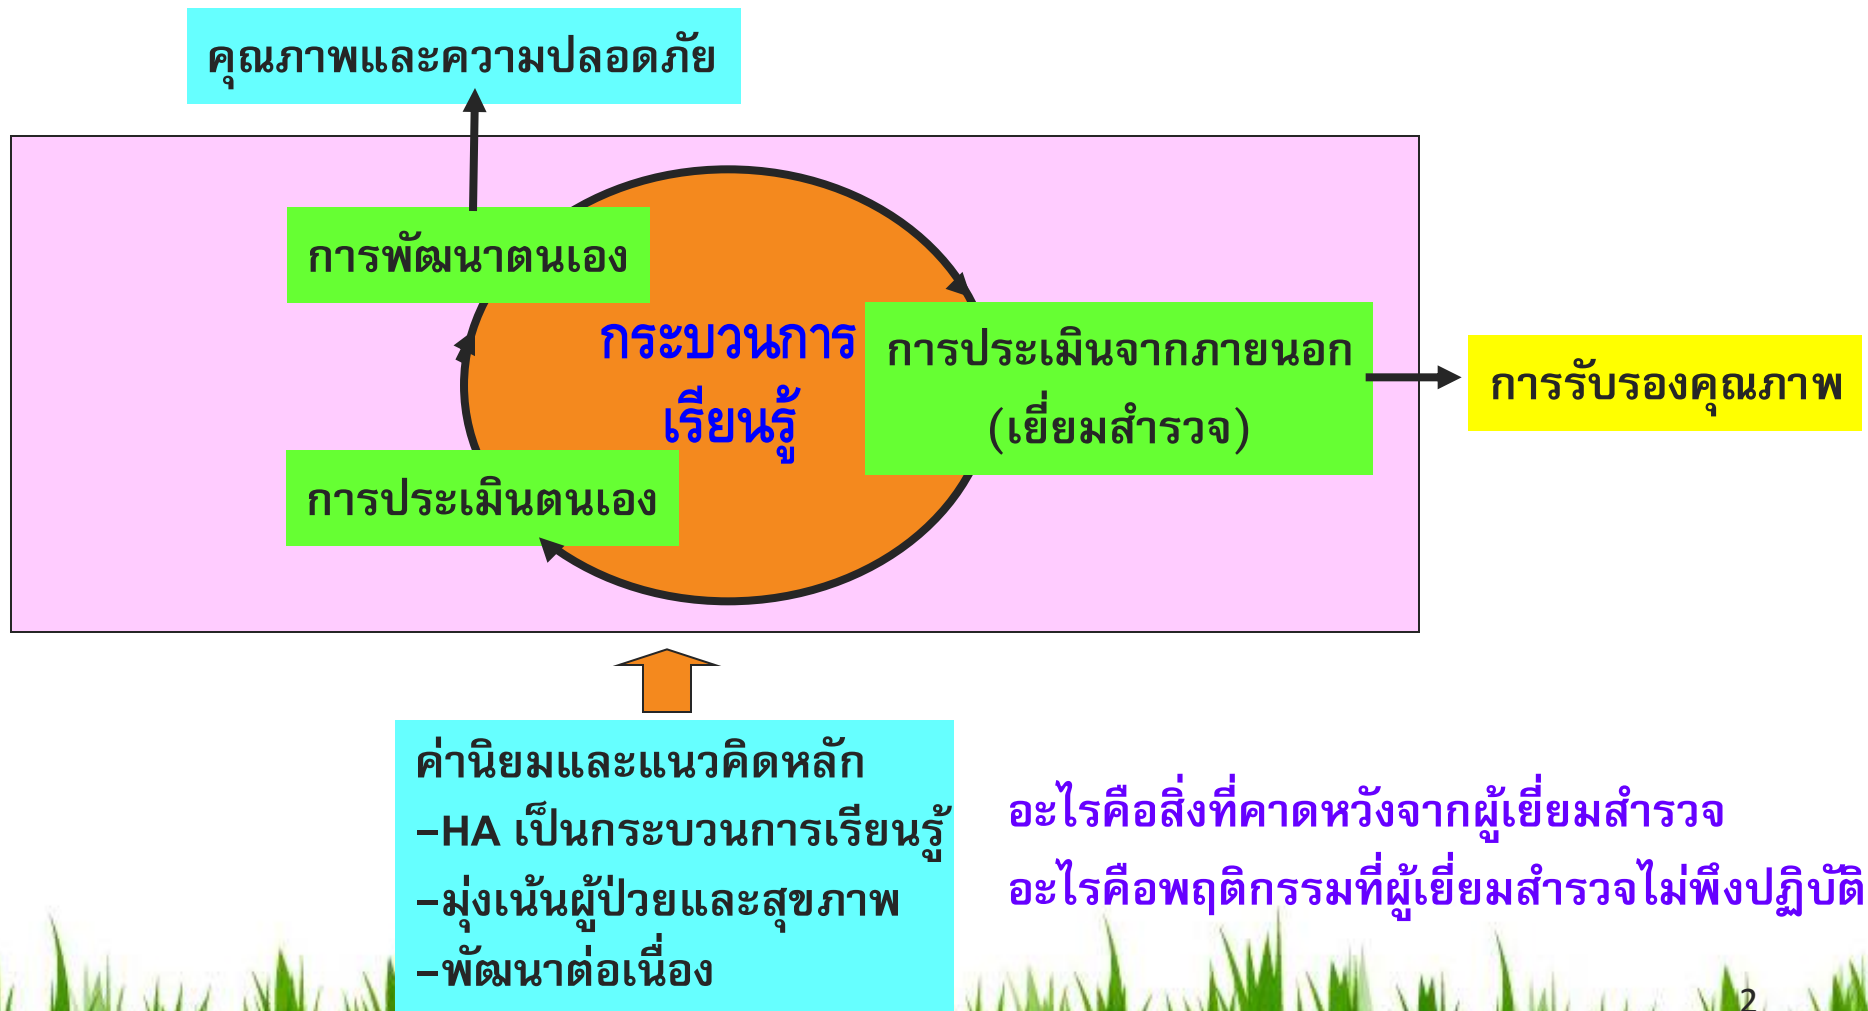 คุณภาพและความปลอดภัย
การพัฒนาตนเอง
กระบวนการ
เรียนรู้
การประเมินจากภายนอก
(เยี่ยมสำรวจ)
การรับรองคุณภาพ
การประเมินตนเอง
ค่านิยมและแนวคิดหลัก
–HA เป็นกระบวนการเรียนรู้
–มุ่งเน้นผู้ป่วยและสุขภาพ
–พัฒนาต่อเนื่อง
อะไรคือสิ่งที่คาดหวังจากผู้เยี่ยมสำรวจ
อะไรคือพฤติกรรมที่ผู้เยี่ยมสำรวจไม่พึงปฏิบัติ
2